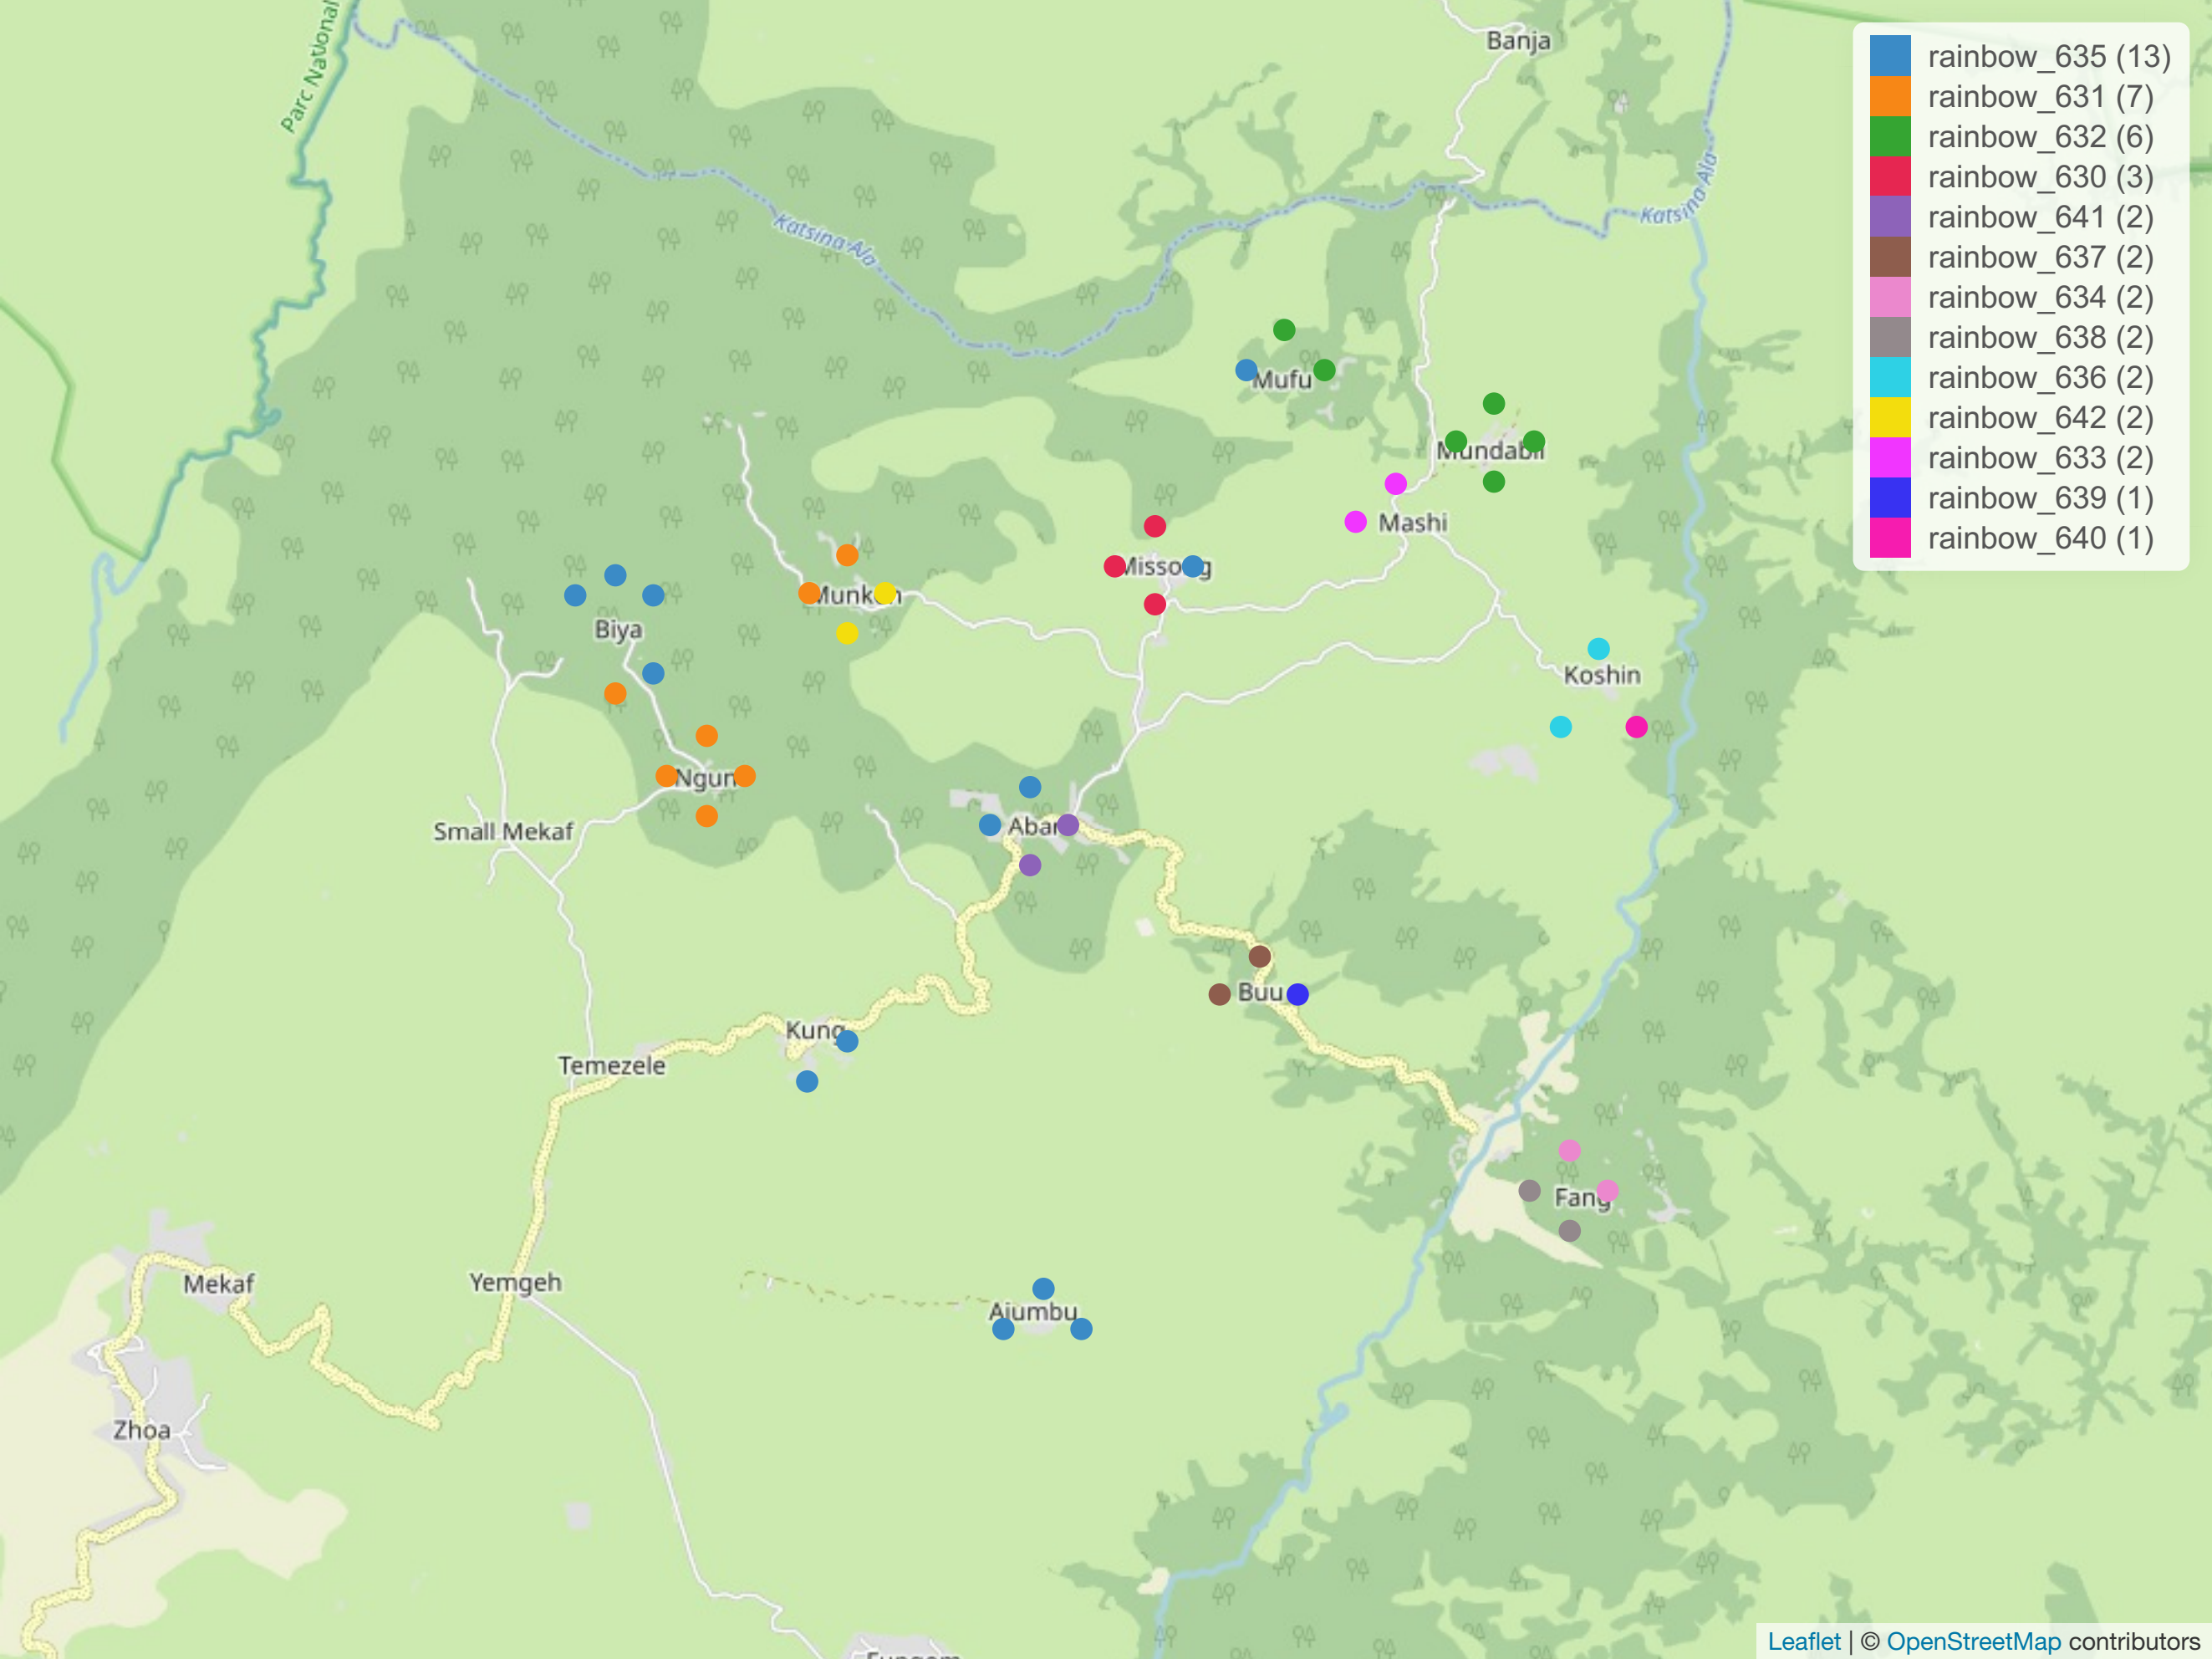 Parc National
Banja
Katsina Ala
Katsina Ala
Mufu
Mashi
Biya
Koshin
Small Mekaf
Buu
Kung
Temezele
Fang
Mekaf
Yemgeh
Zhoa
rainbow_635 (13)
rainbow_631 (7)
rainbow_632 (6)
rainbow_630 (3)
rainbow_641 (2)
rainbow_637 (2)
rainbow_634 (2)
rainbow_638 (2)
rainbow_636 (2)
rainbow_642 (2)
rainbow_633 (2)
rainbow_639 (1)
rainbow_640 (1)
Leaflet | © OpenStreetMap contributors